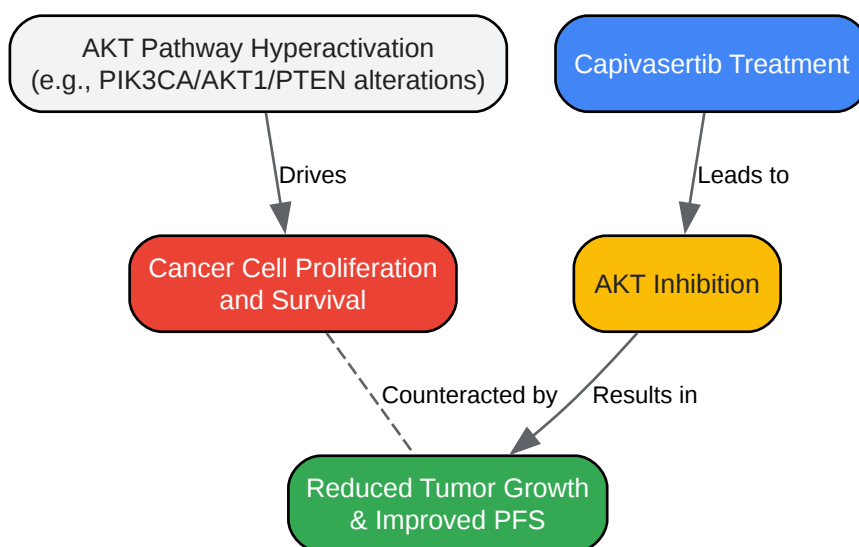 AKT Pathway Hyperactivation
(e.g., PIK3CA/AKT1/PTEN alterations)
Capivasertib Treatment
Drives
Leads to
Cancer Cell Proliferation
and Survival
AKT Inhibition
Counteracted by
Results in
Reduced Tumor Growth
& Improved PFS